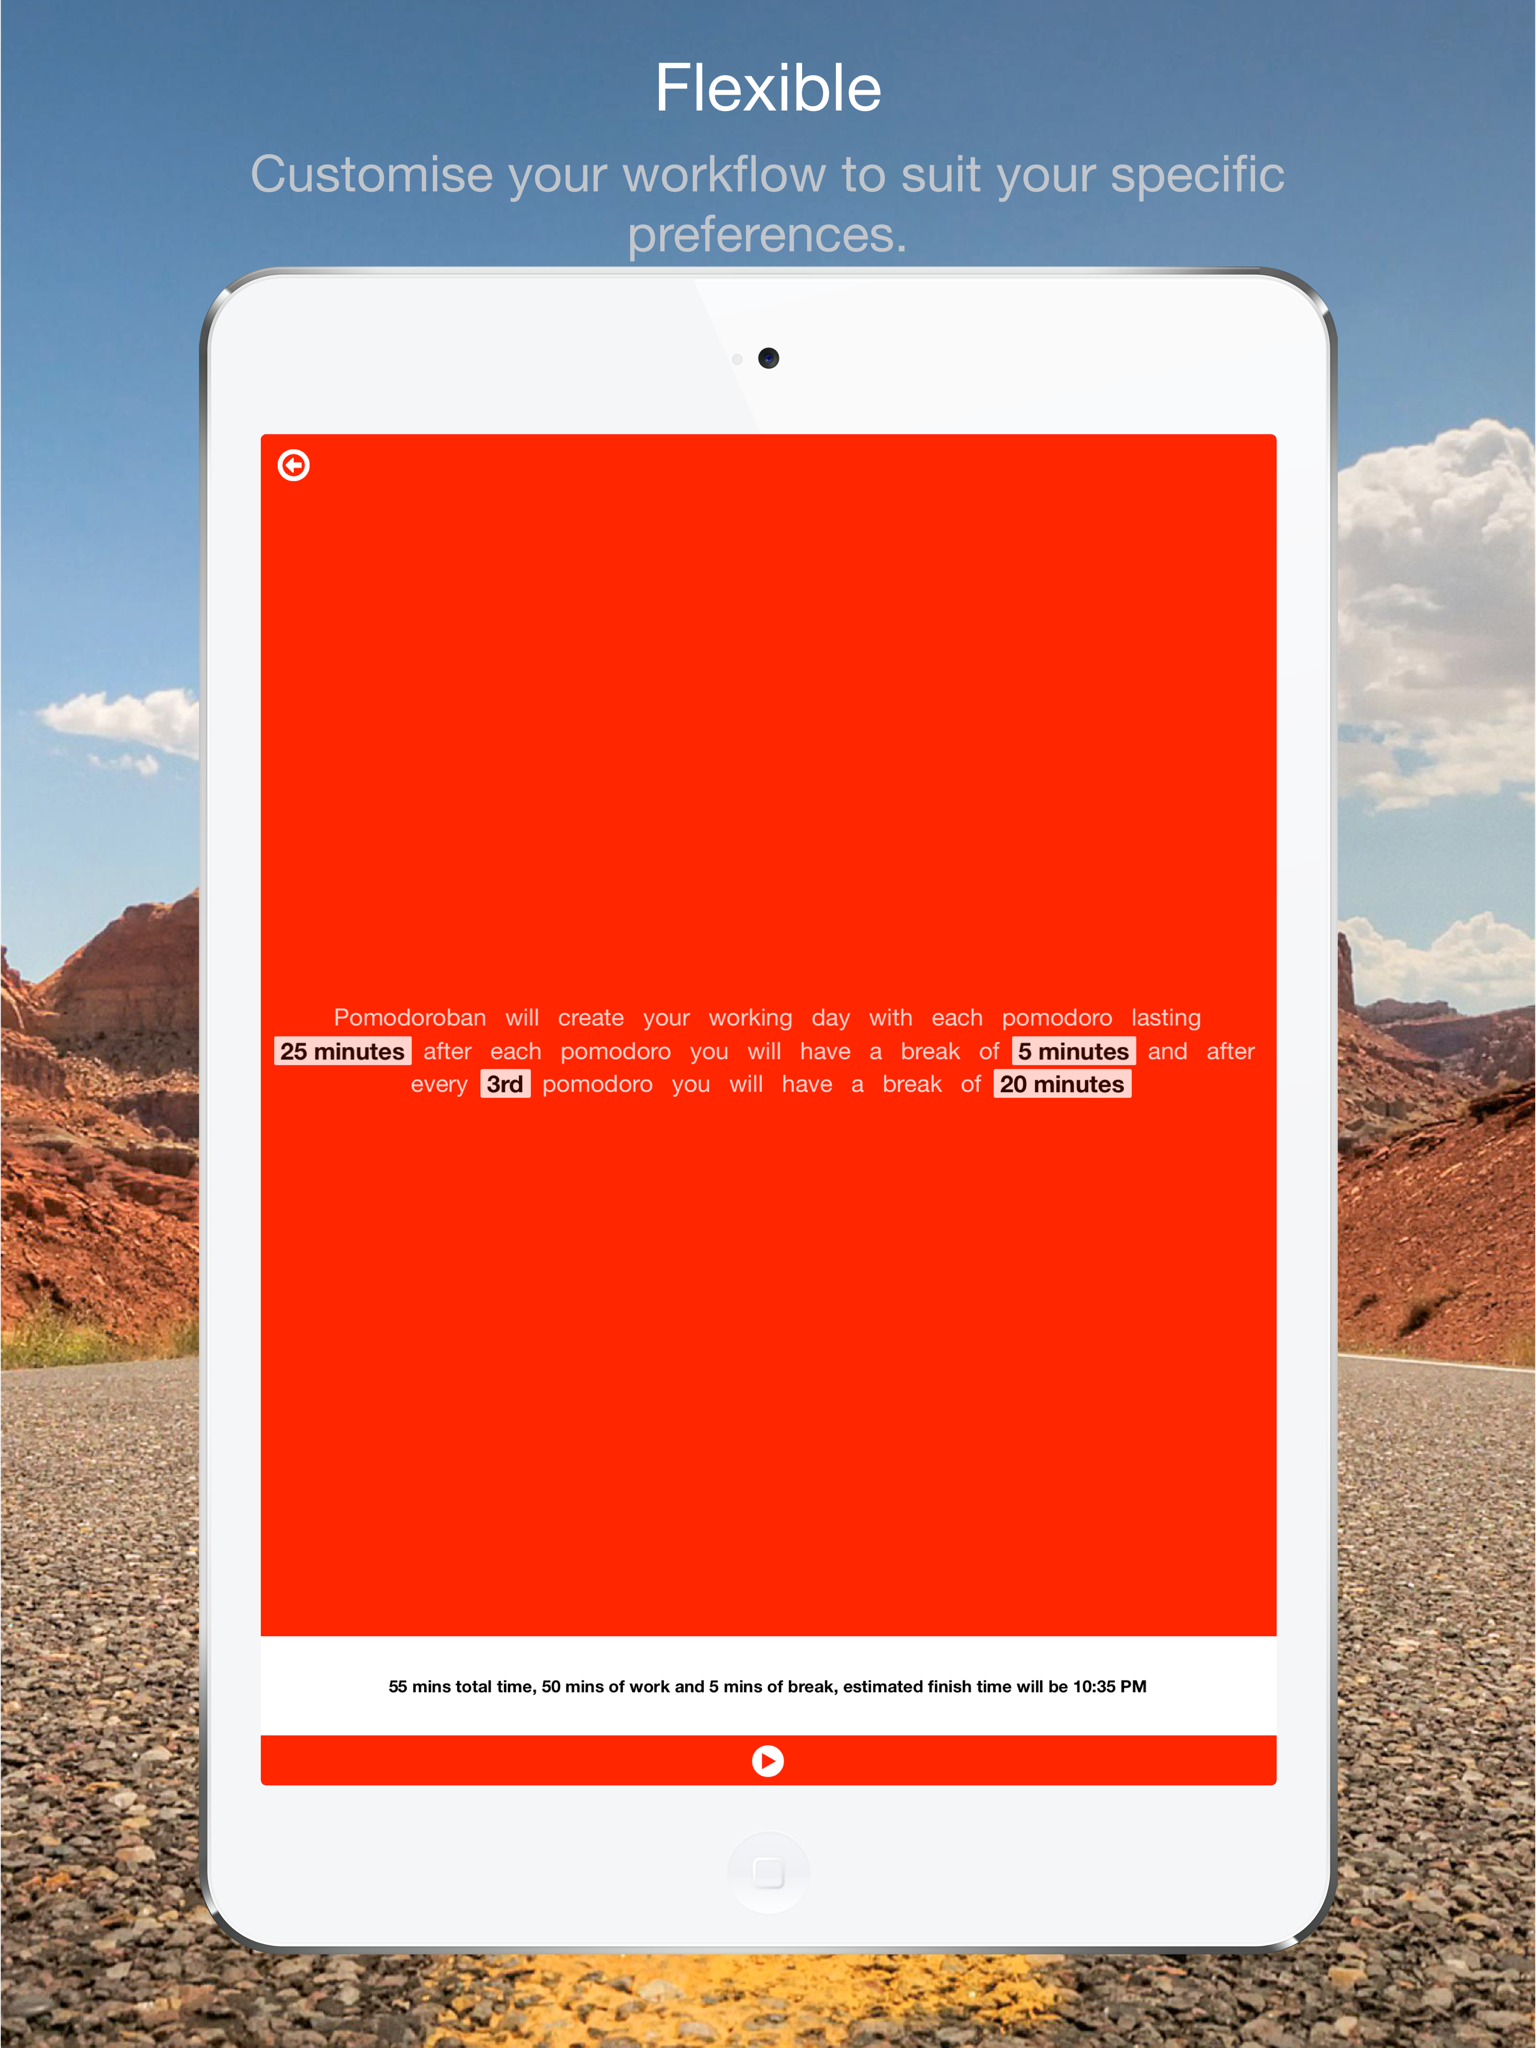 Flexible
Customise your workflow to suit your specific
preferences.
Pomodoroban will create your working day with each pomodoro lasting
25 minutes after each pomodoro you will have a break of 5 minutes and after
every 3rd pomodoro you will have a break of 20 minutes
55 mins total time, 50 mins of work and 5 mins of break, estimated finish time will be 10:35 PM